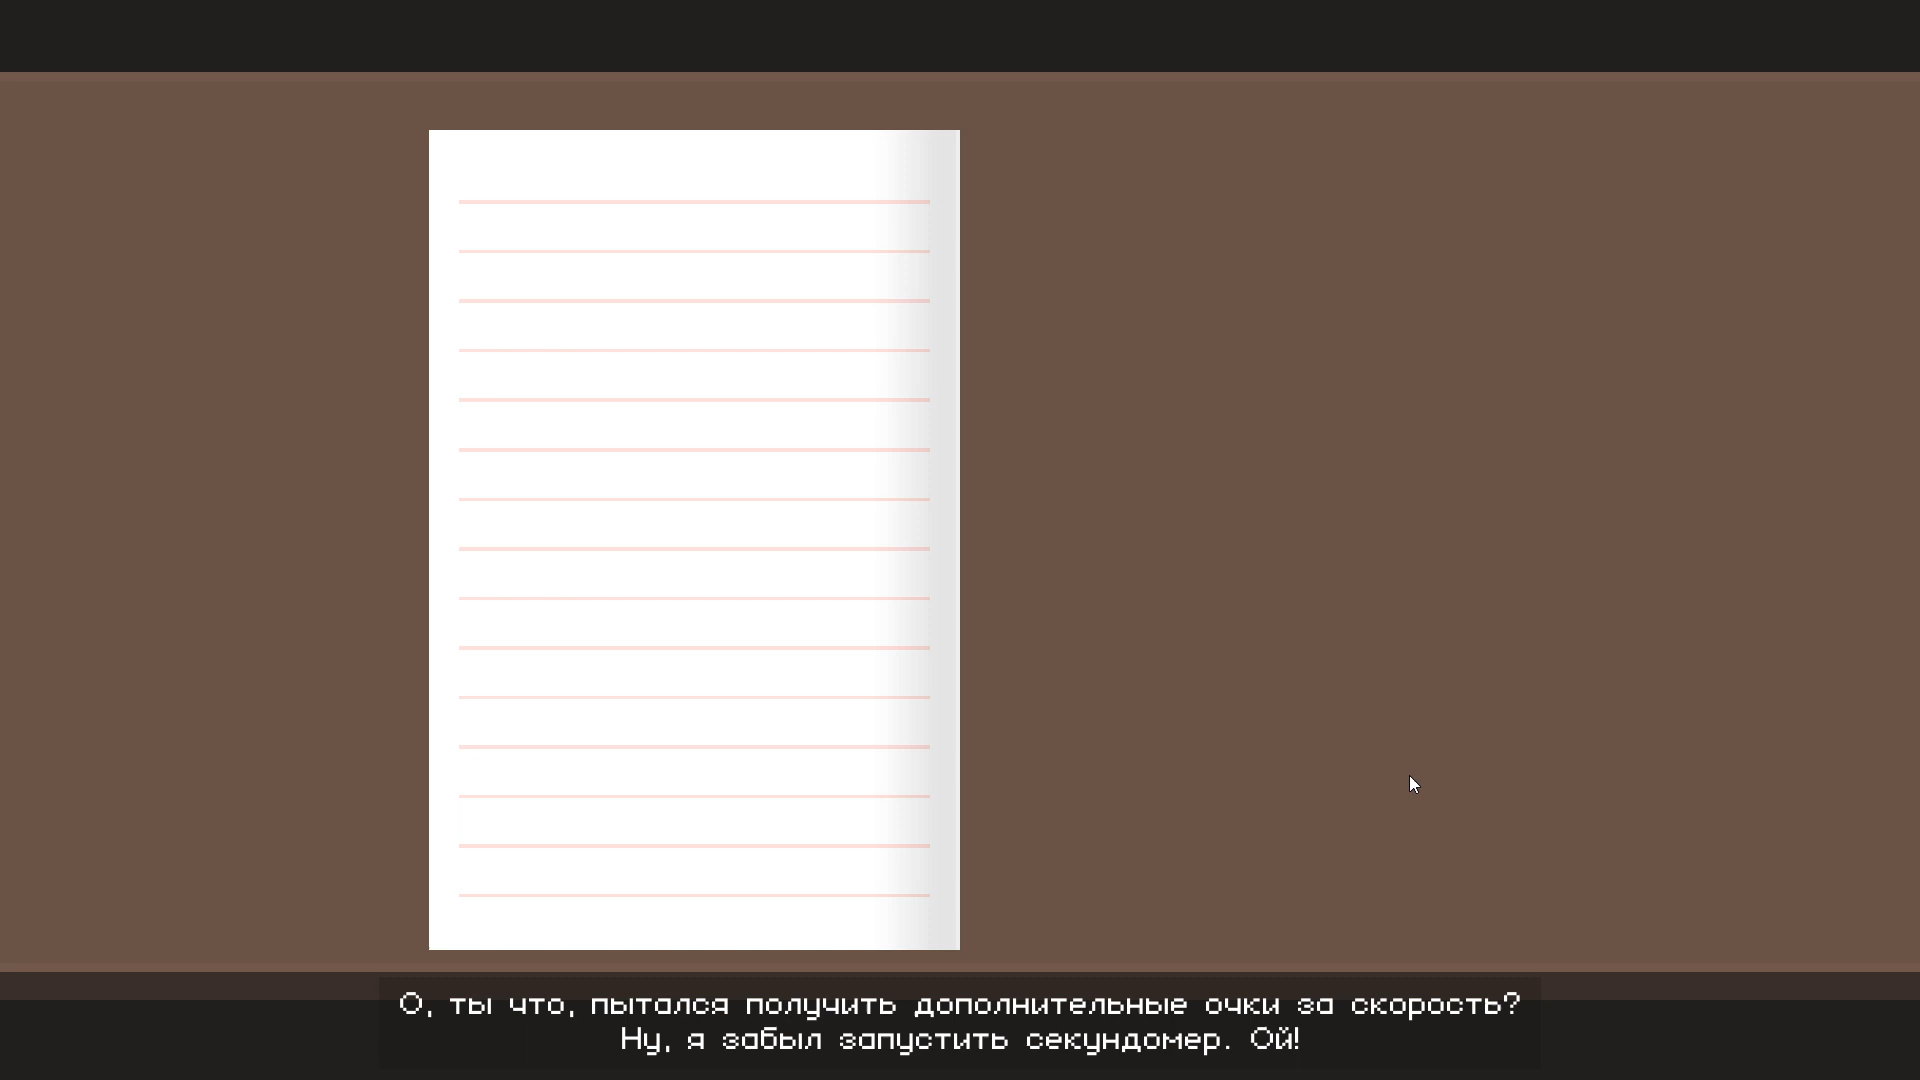 О, ты что, пытался получить дополнительные очки за скорость?
Ну, я забыл запустить секундомер. Ой!